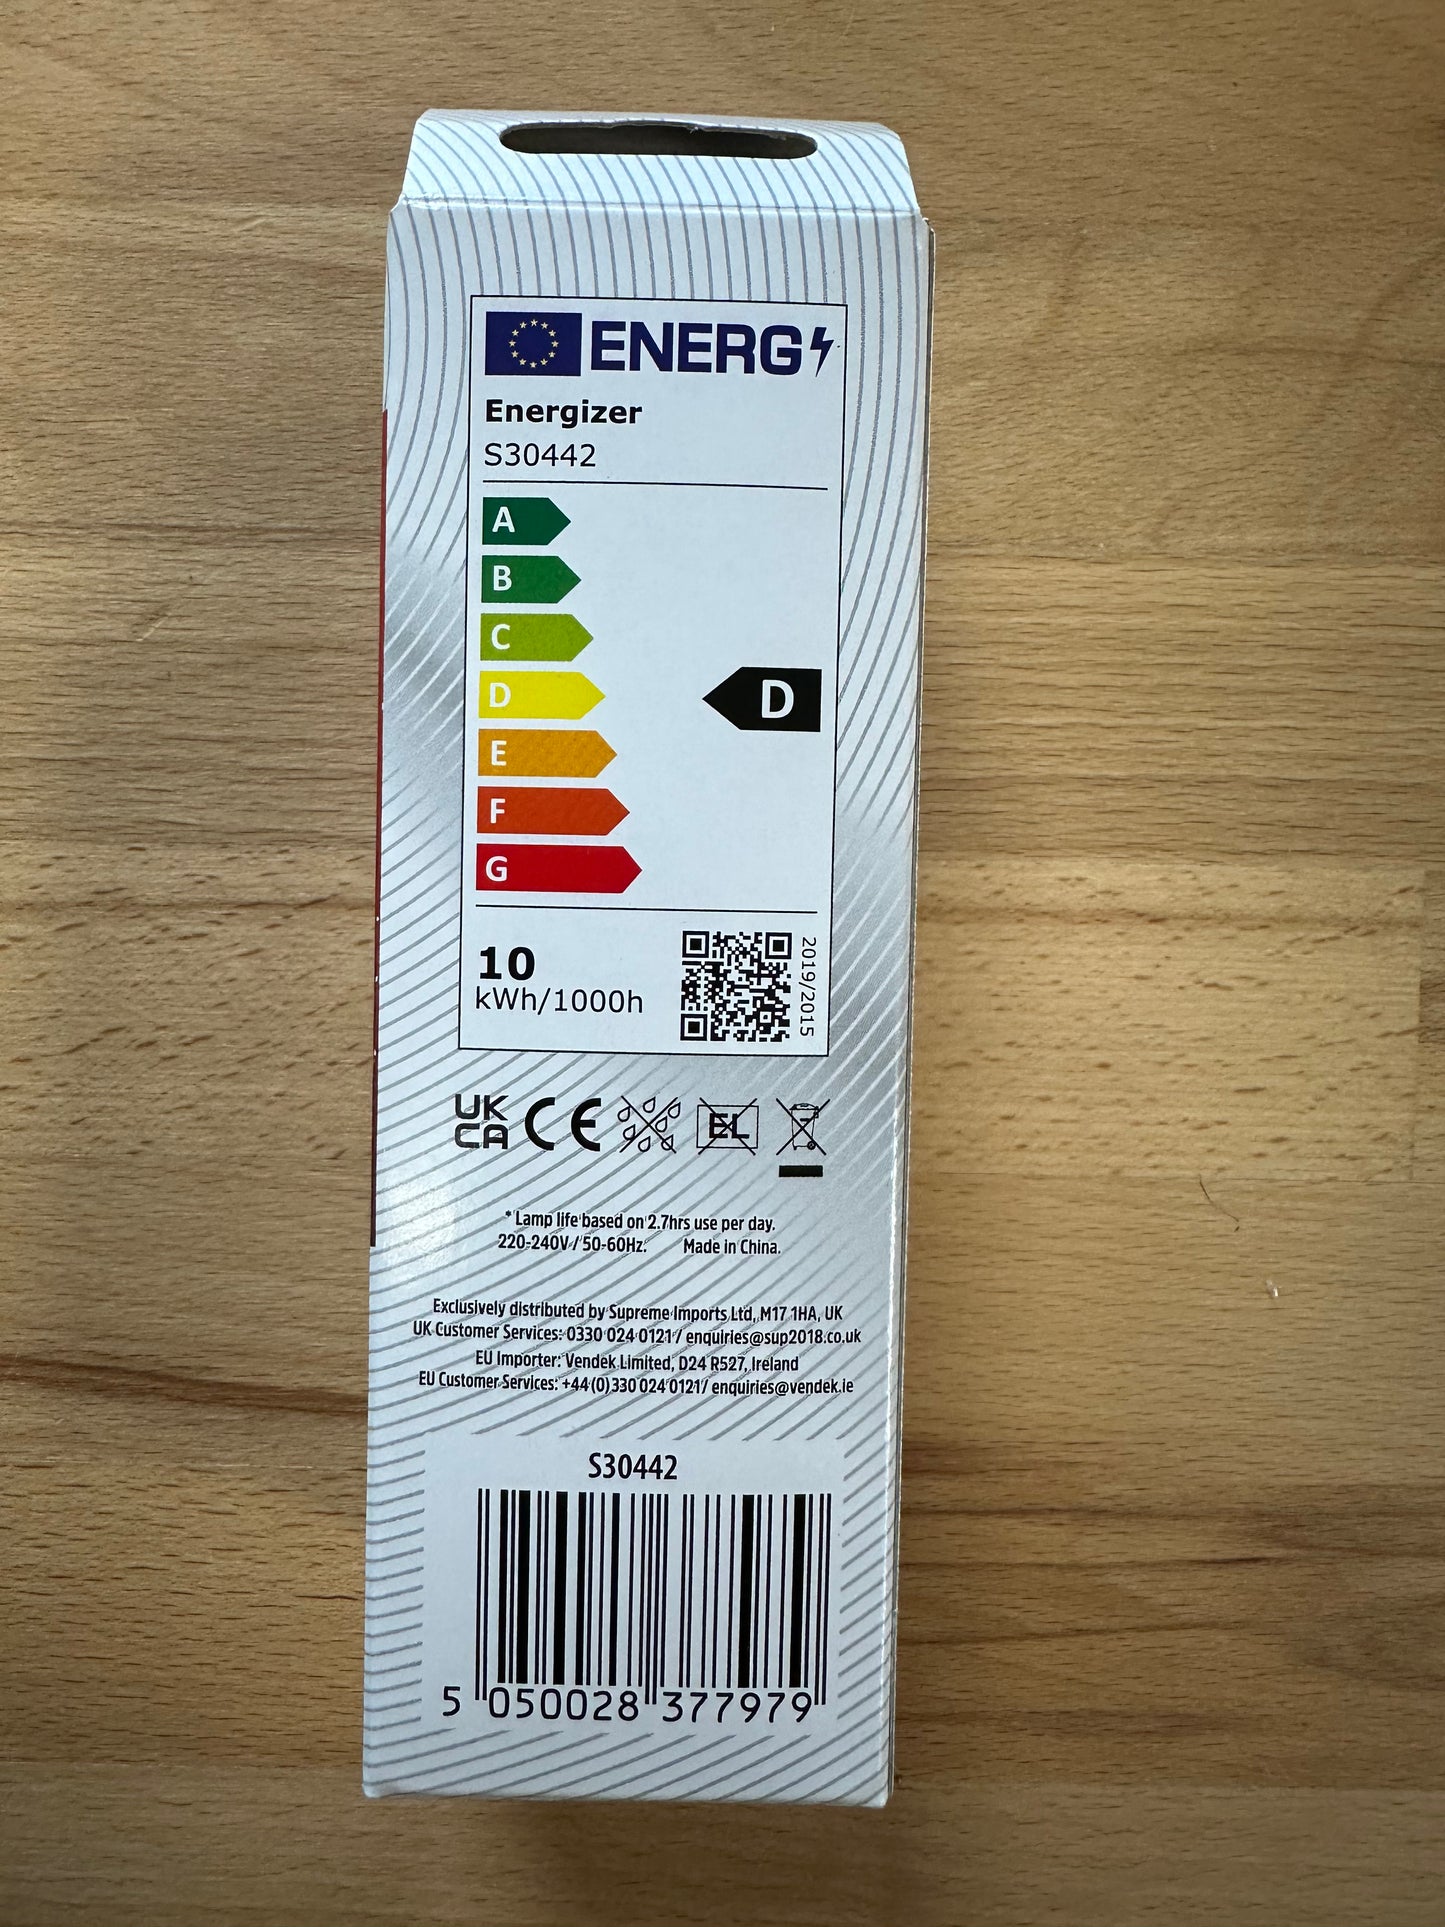 ENERG
Energizer
S30442
A
B
C
D
D
E
F
G
10
kWh/1000h
2019/2015
UK
CA CE EL
* Lamp life based on 2.7hrs use per day.
220-240V / 50-60Hz. Made in China.
Exclusively distributed by Supreme Imports Ltd, M17 1HA, UK
UK Customer Services: 0330 024 0121 / enquiries@sup2018.co.uk
EU Importer: Vendek Limited, D24 R527, Ireland
EU Customer Services: +44 (0) 330 024 0121/ enquiries@vendek.ie
S30442
5 050028 377979